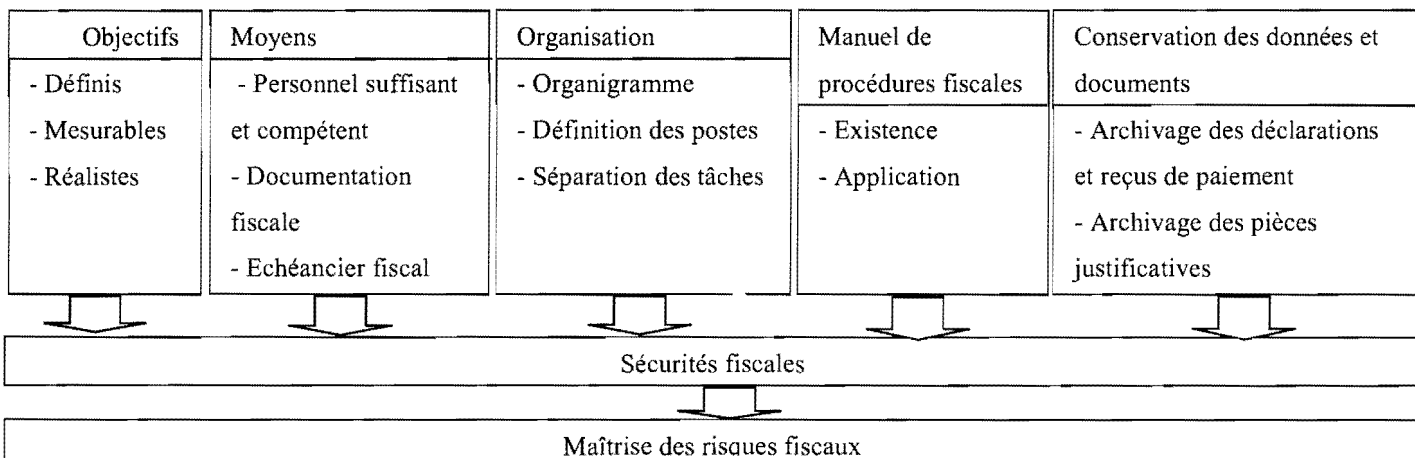 Objectifs
- Définis
- Mesurables
- Réalistes
Moyens
- Personnel suffisant
et compétent
- Documentation
fiscale
- Echéancier fiscal
Organisation
- Organigramme
- Définition des postes
- Séparation des tâches
Manuel de
procédures fiscales
- Existence
- Application
Conservation des données et
documents
- Archivage des déclarations
et reçus de paiement
- Archivage des pièces
justificatives
Sécurités fiscales
Maîtrise des risques fiscaux